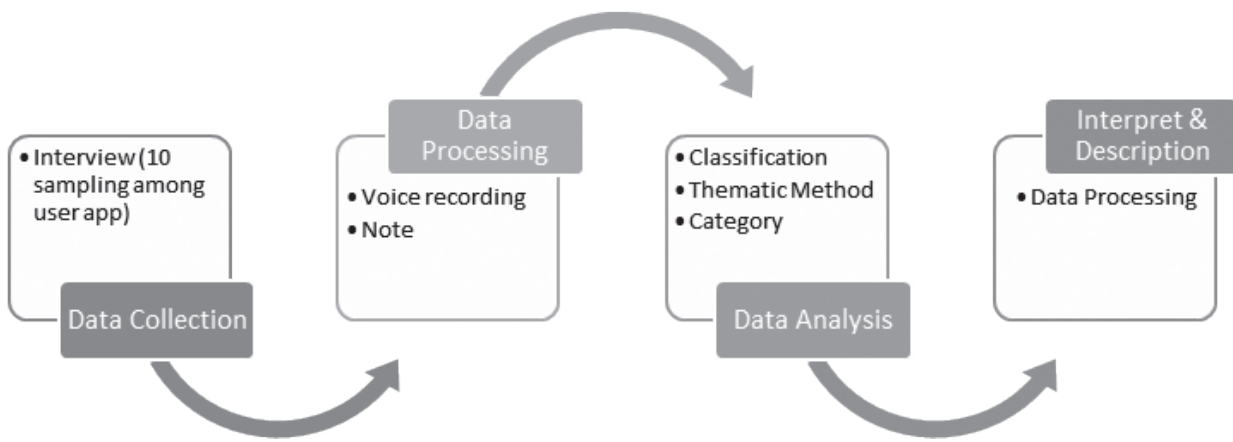 • Interview (10
sampling among
user app)
Data Collection
Data
Processing
• Voice recording
• Note
• Classification
• Thematic Method
• Category
Data Analysis
Interpret &
Description
• Data Processing